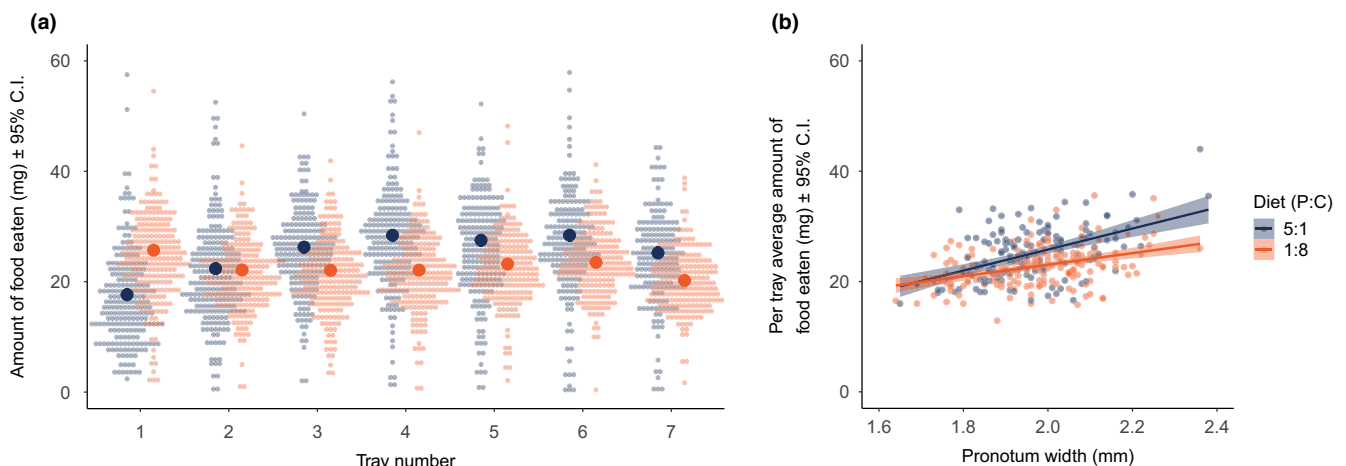 (a)
Amount of food eaten (mg) ± 95% C.I.
60
40
20
0
1 2 3 4 5 6 7
Tray number
(b)
Per tray average amount of
food eaten (mg) ± 95% C.I.
60
40
20
0
1.6 1.8 2.0 2.2 2.4
Pronotum width (mm)
Diet (P:C)
5:1
1:8